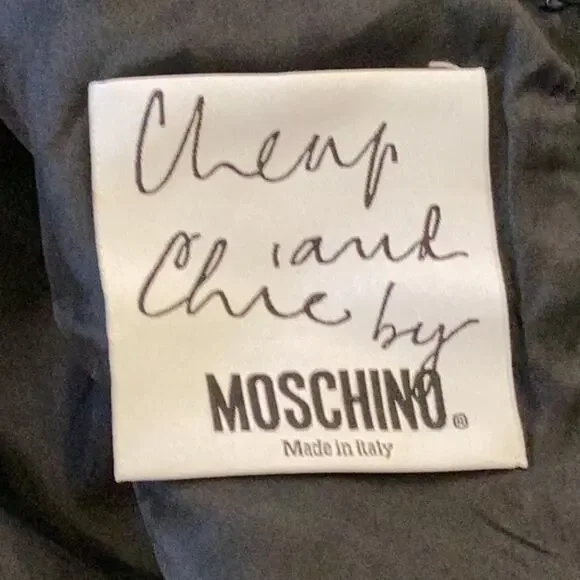 Cheap
and
Chic by
MOSCHINO®
Made in Italy